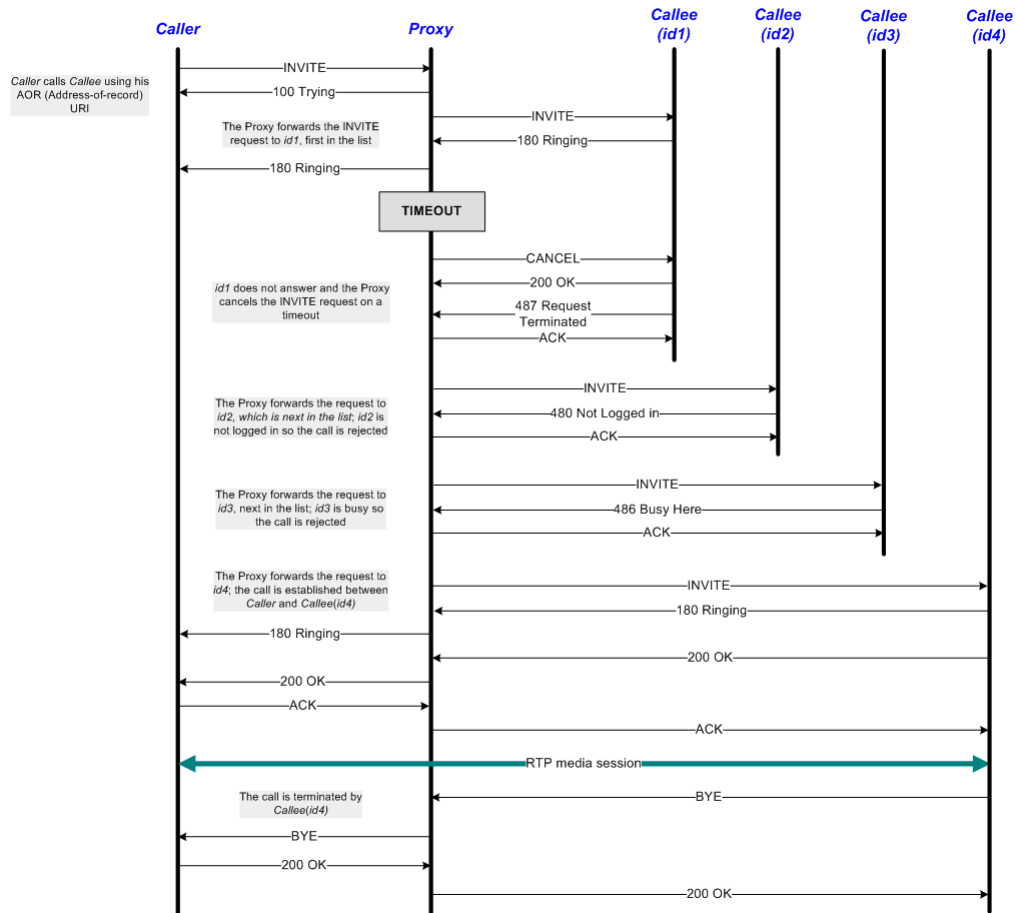 Caller
Proxy
Callee
(id1)
Callee
(id2)
Callee
(id3)
Callee
(id4)
INVITE
Caller calls Callee using his
AOR (Address-of-record)
URI
100 Trying
INVITE
The Proxy forwards the INVITE
request to id1, first in the list
180 Ringing
180 Ringing
TIMEOUT
CANCEL
200 OK
id1 does not answer and the Proxy
cancels the INVITE request on a
timeout
487 Request
Terminated
ACK
INVITE
The Proxy forwards the request to
id2, which is next in the list; id2 is
not logged in so the call is rejected
480 Not Logged in
ACK
INVITE
The Proxy forwards the request to
id3, next in the list; id3 is busy so
the call is rejected
486 Busy Here
ACK
The Proxy forwards the request to
id4; the call is established between
Caller and Callee(id4)
INVITE
180 Ringing
180 Ringing
200 OK
200 OK
ACK
ACK
RTP media session
The call is terminated by
Callee(id4)
BYE
BYE
200 OK
200 OK